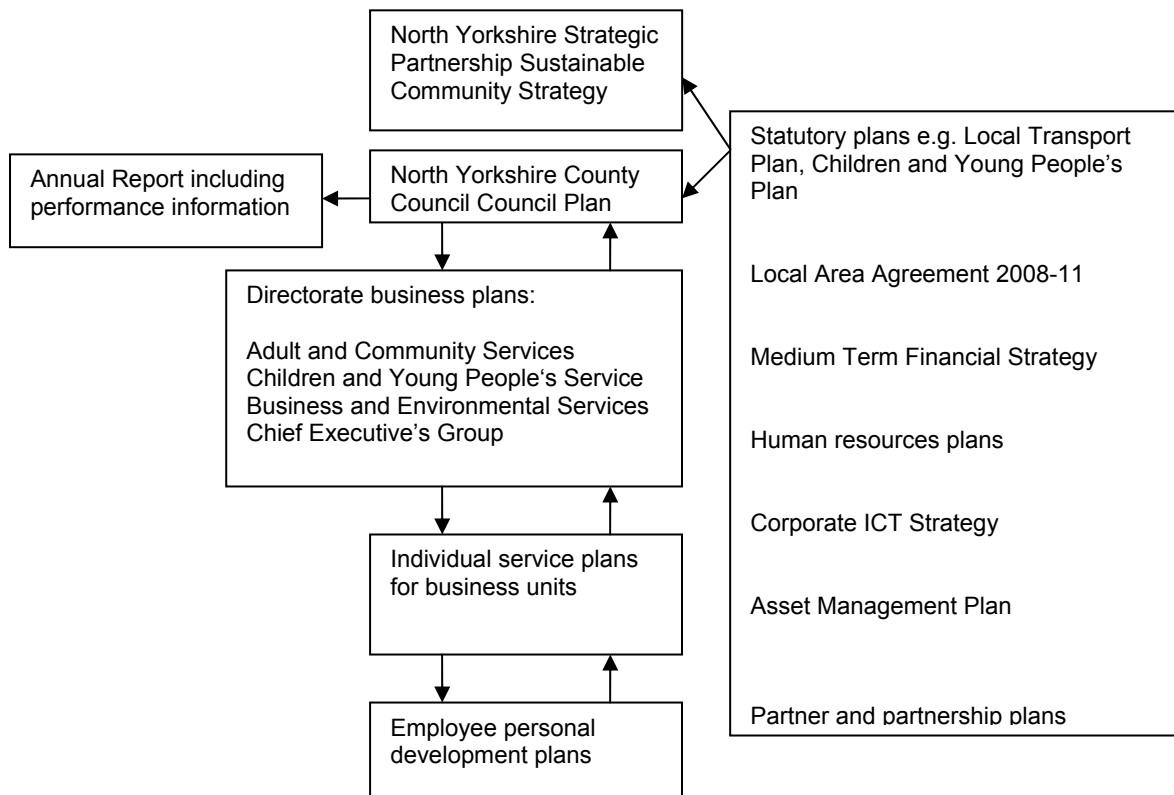 North Yorkshire Strategic
Partnership Sustainable
Community Strategy
Annual Report including
performance information
North Yorkshire County
Council Council Plan
Directorate business plans:
Adult and Community Services
Children and Young People‘s Service
Business and Environmental Services
Chief Executive’s Group
Individual service plans
for business units
Employee personal
development plans
Statutory plans e.g. Local Transport
Plan, Children and Young People’s
Plan
Local Area Agreement 2008-11
Medium Term Financial Strategy
Human resources plans
Corporate ICT Strategy
Asset Management Plan
Partner and partnership plans